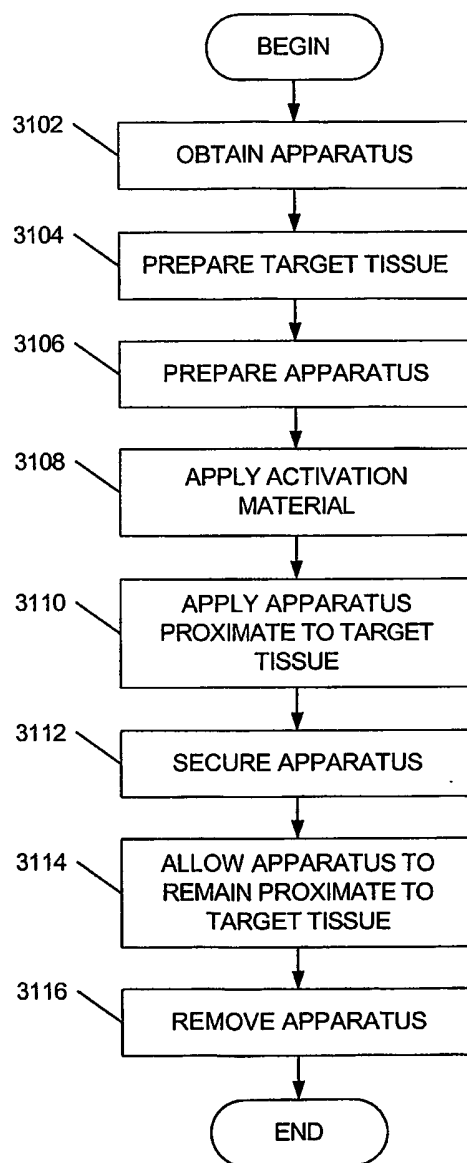 BEGIN
3102
OBTAIN APPARATUS
3104
PREPARE TARGET TISSUE
3106
PREPARE APPARATUS
3108
APPLY ACTIVATION
MATERIAL
3110
APPLY APPARATUS
PROXIMATE TO TARGET
TISSUE
3112
SECURE APPARATUS
3114
ALLOW APPARATUS TO
REMAIN PROXIMATE TO
TARGET TISSUE
3116
REMOVE APPARATUS
END